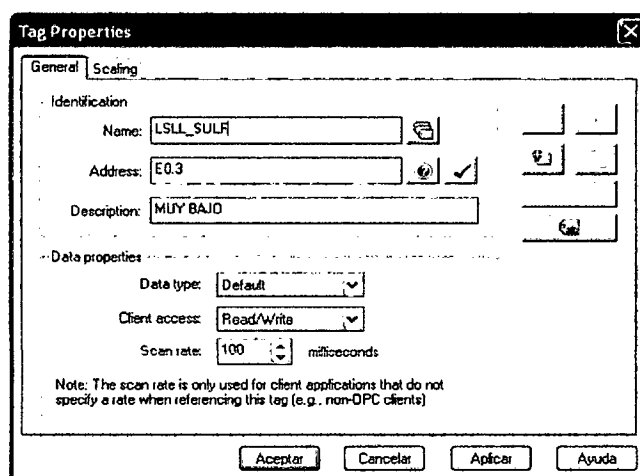 Tag Properties
General Scaling
Identification
Name: LSLL_SULF
Address: E0.3
Description: MUY BAJO
Data properties
Data type: Default
Client access: Read/Write
Scan rate: 100 milliseconds
Note: The scan rate is only used for client applications that do not
specify a rate when referencing this tag (e.g., non-OPC clients)
Aceptar Cancelar Aplicar Ayuda